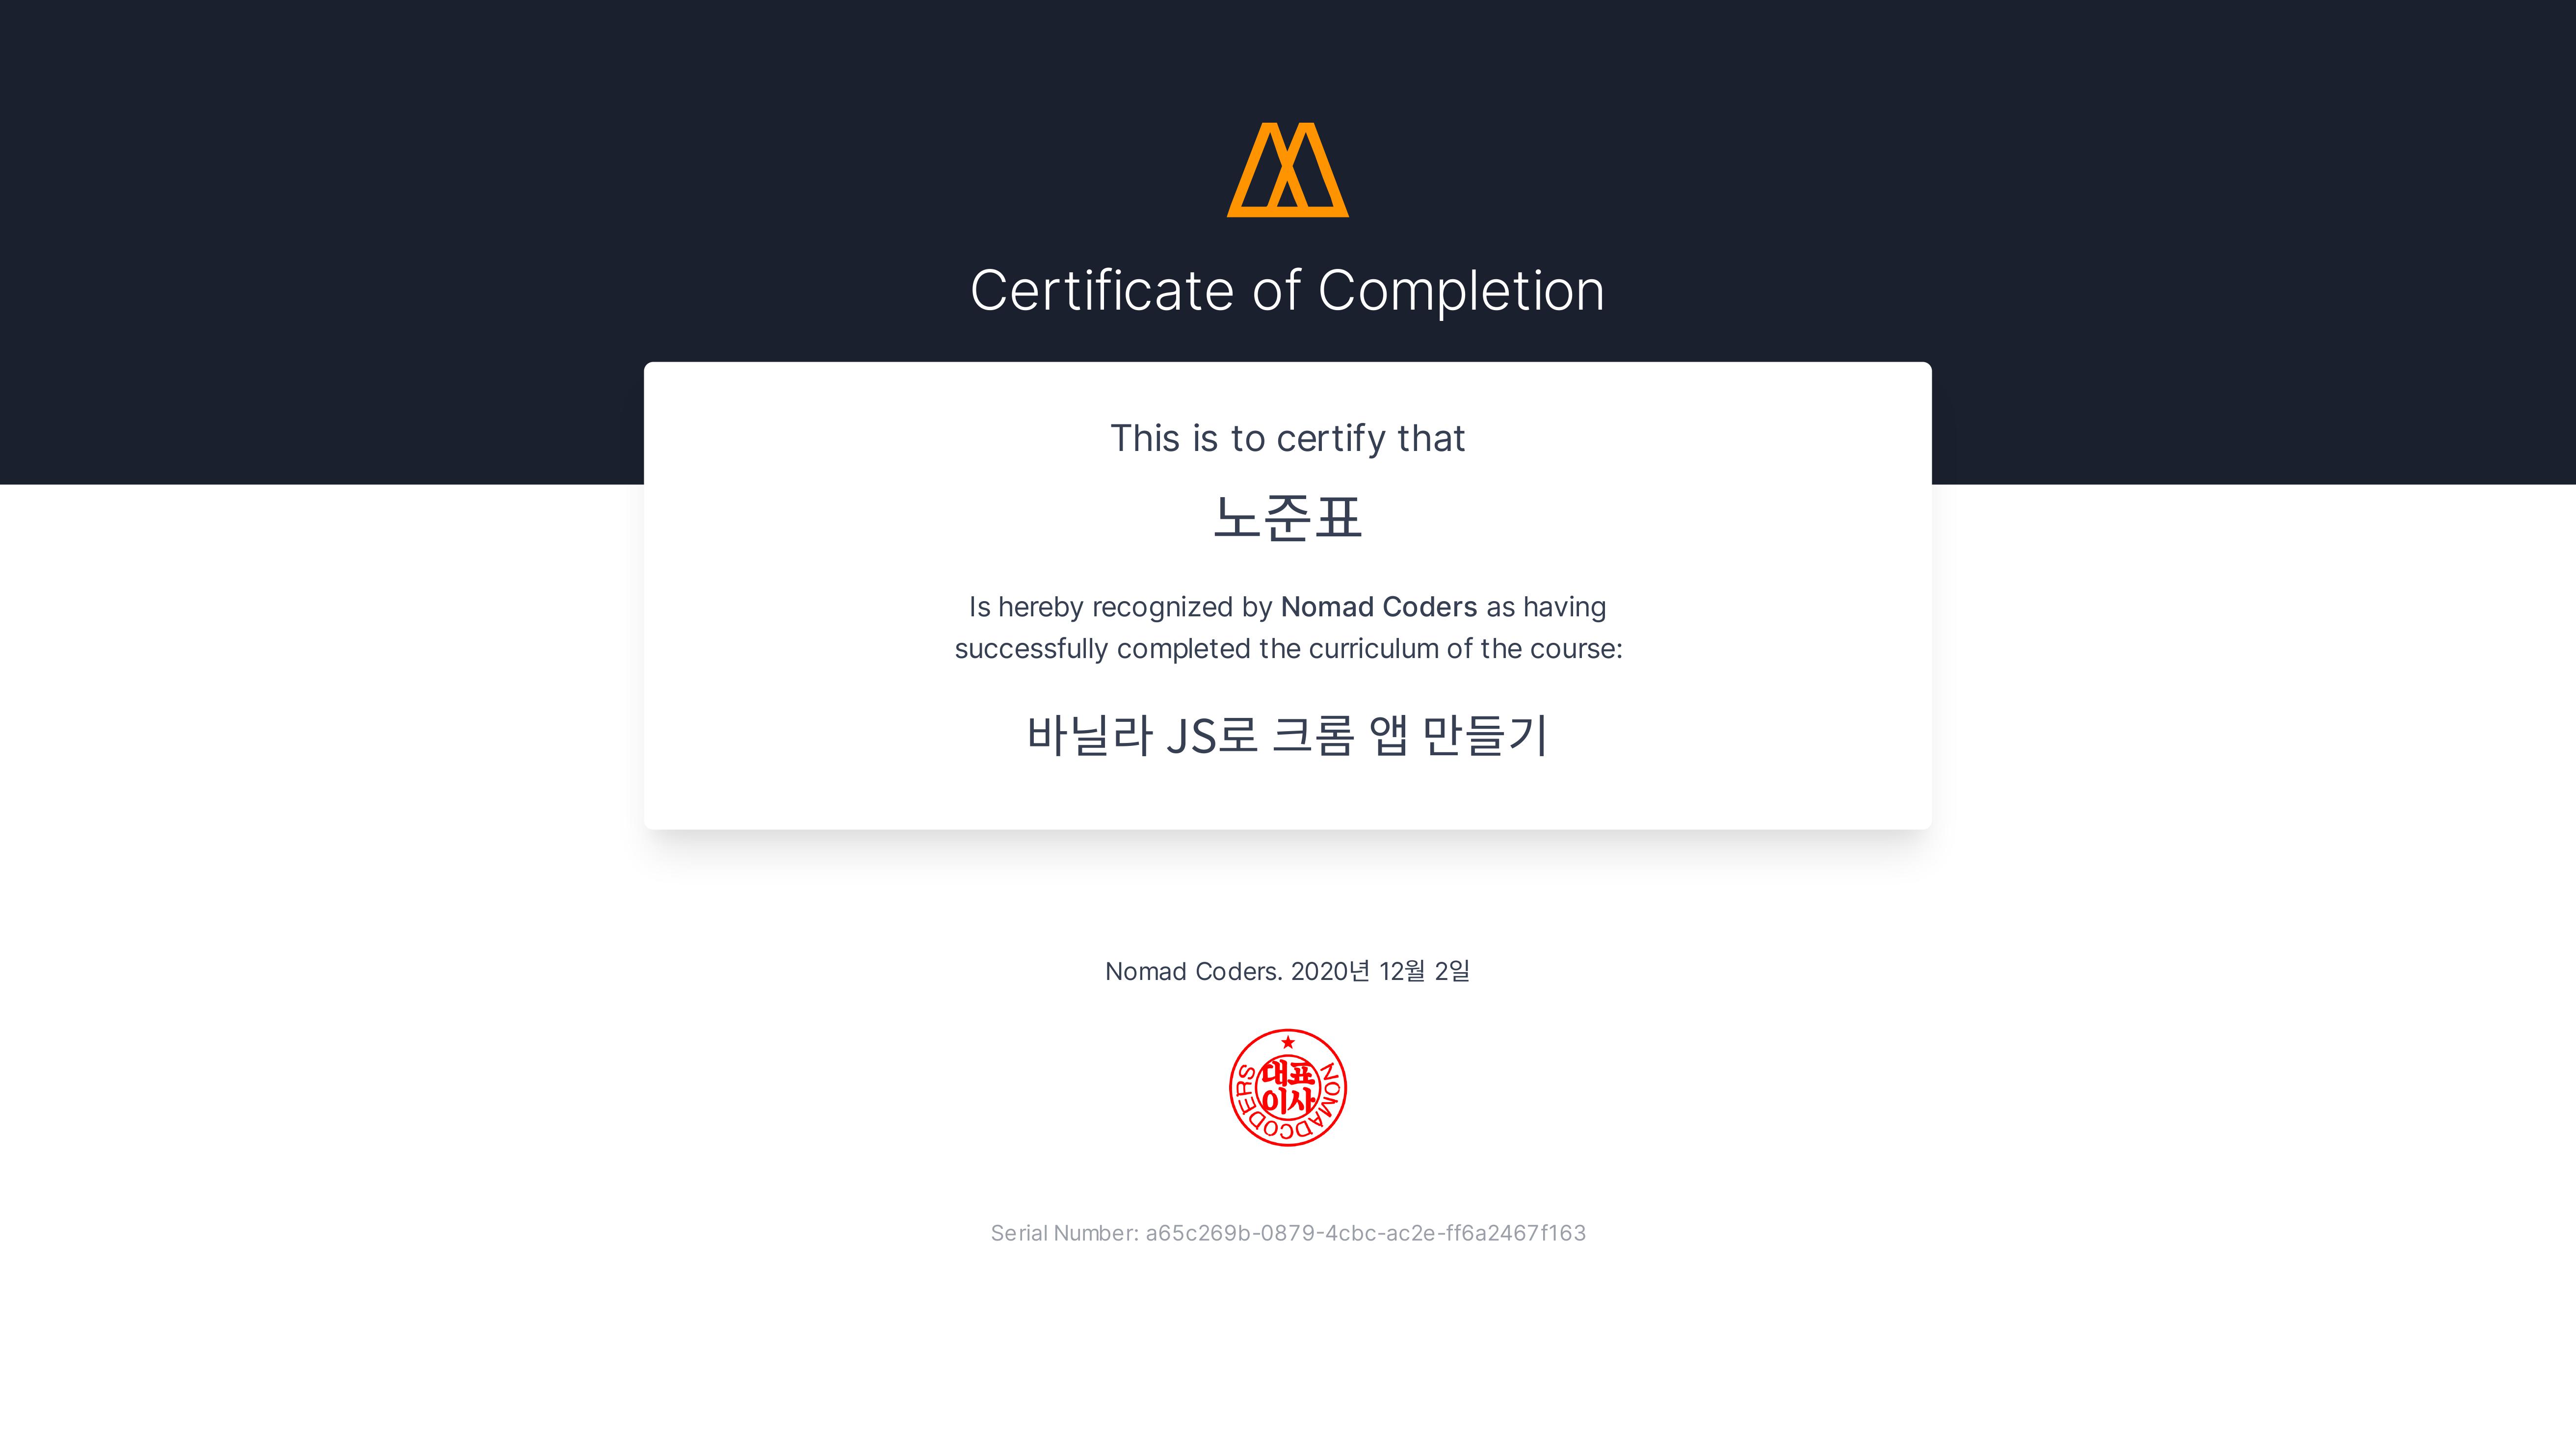 Certificate of Completion
This is to certify that
노준표
Is hereby recognized by Nomad Coders as having
successfully completed the curriculum of the course:
바닐라 JS로 크롬 앱 만들기
Nomad Coders. 2020년 12월 2일
NOMADCODERS
대표
이사
Serial Number: a65c269b-0879-4cbc-ac2e-ff6a2467f163